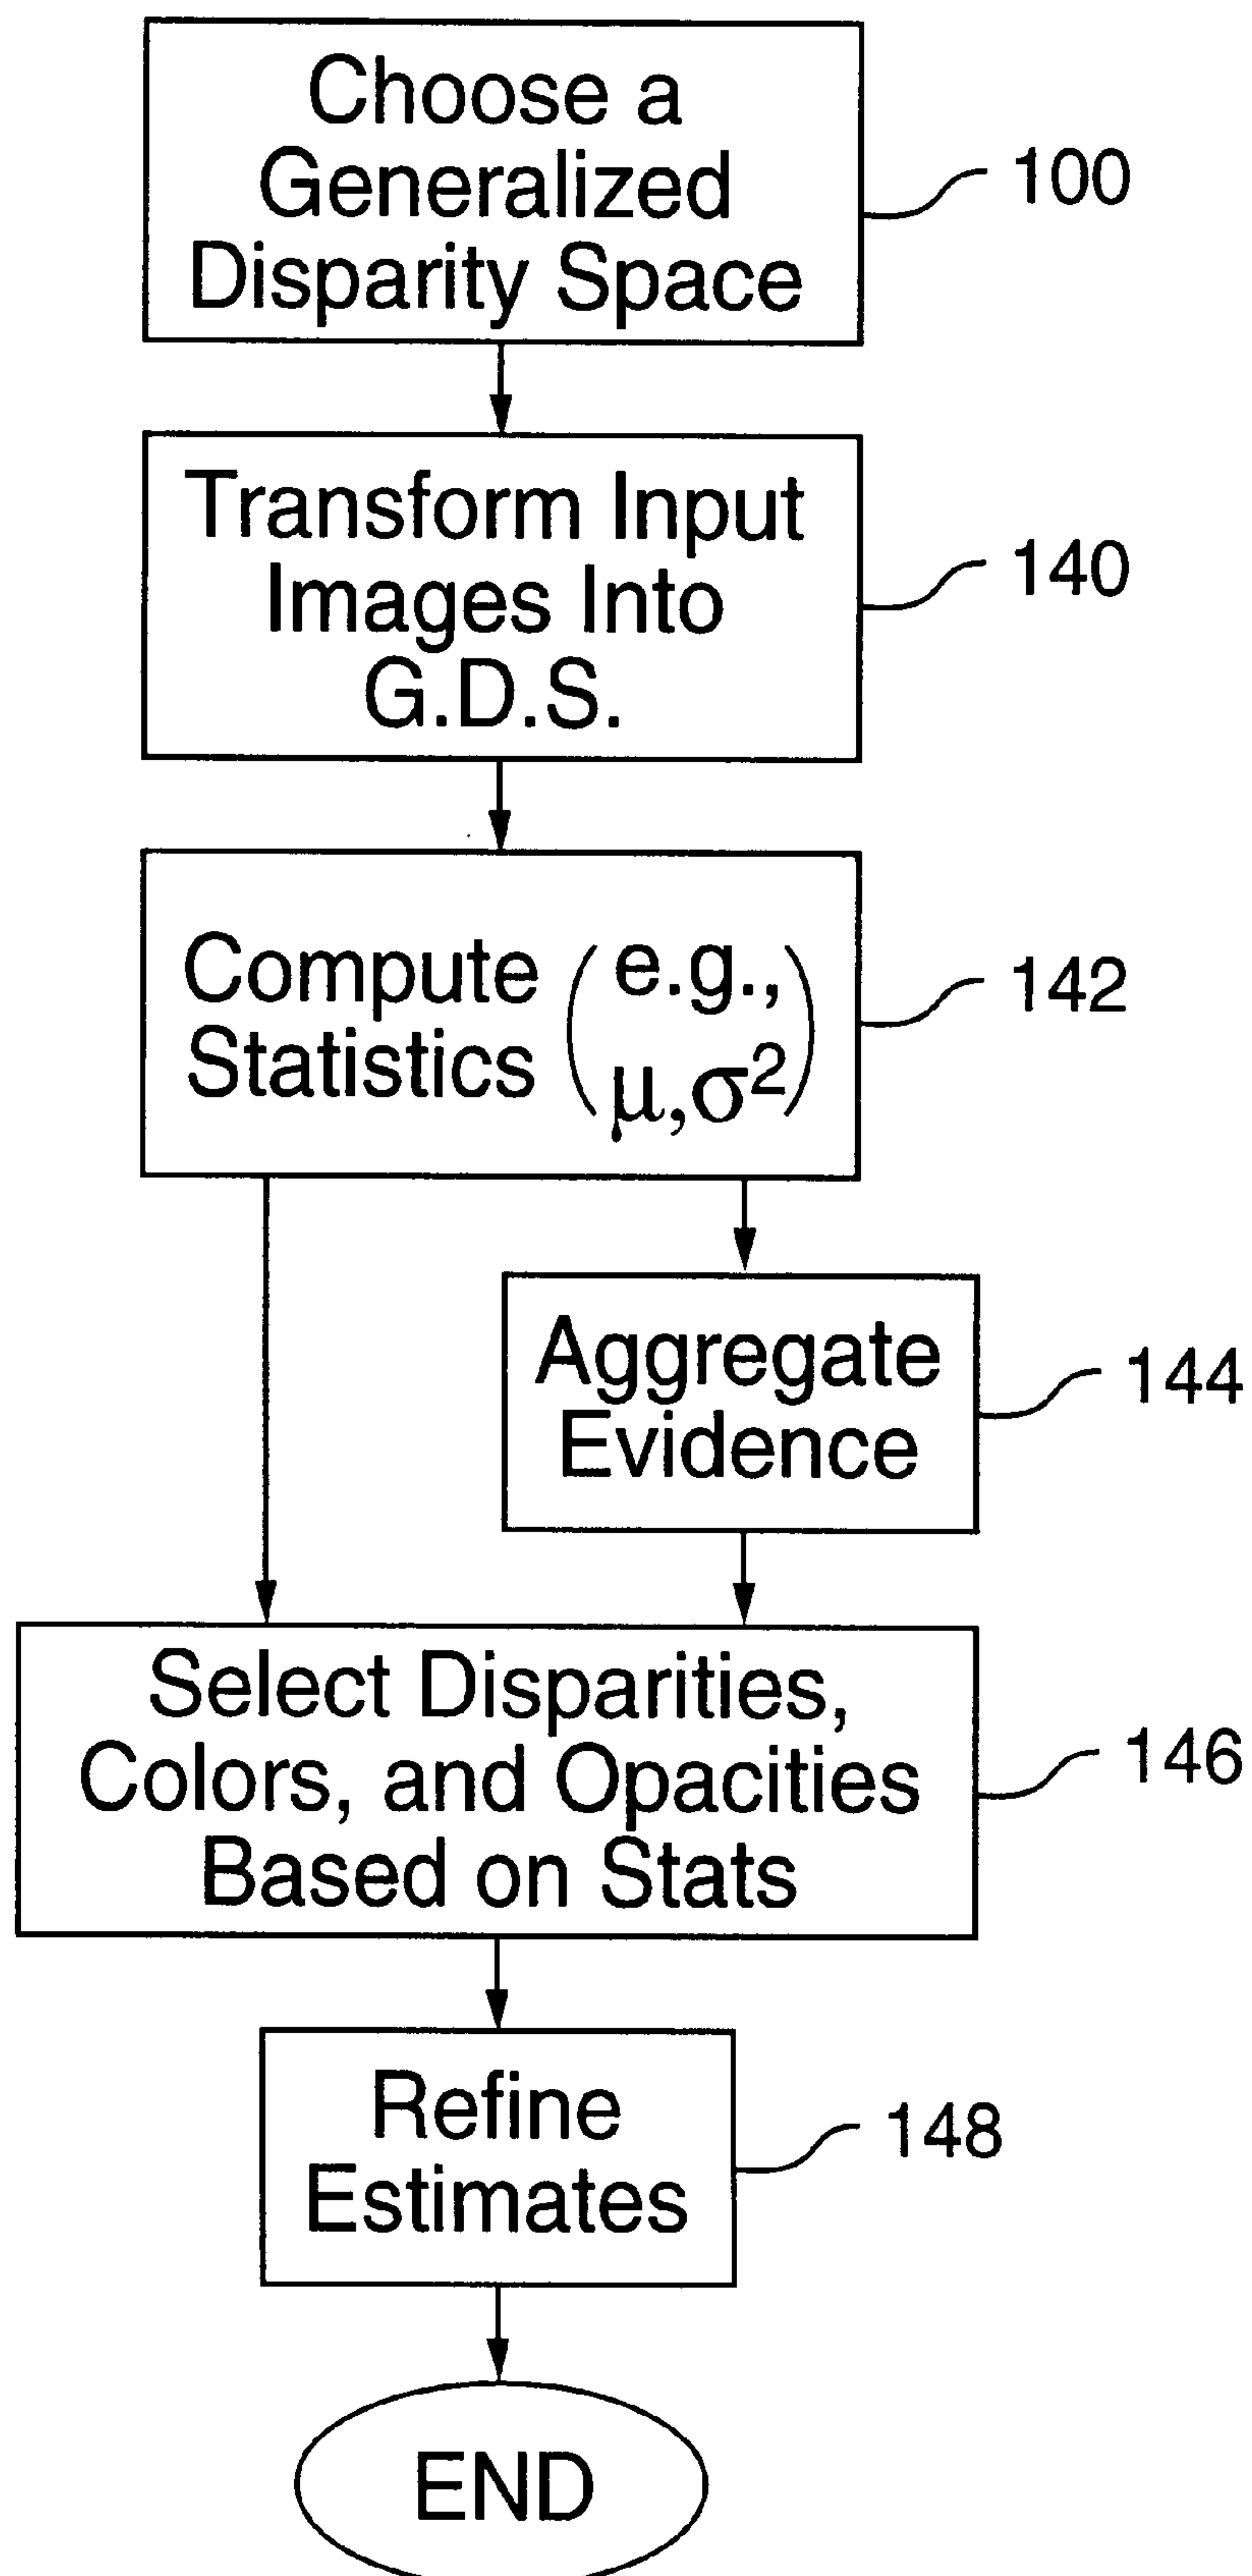 Choose a
Generalized
Disparity Space
100
Transform Input
Images Into
G.D.S.
140
Compute
Statistics
(e.g.,
μ,σ²)
142
Aggregate
Evidence
144
Select Disparities,
Colors, and Opacities
Based on Stats
146
Refine
Estimates
148
END